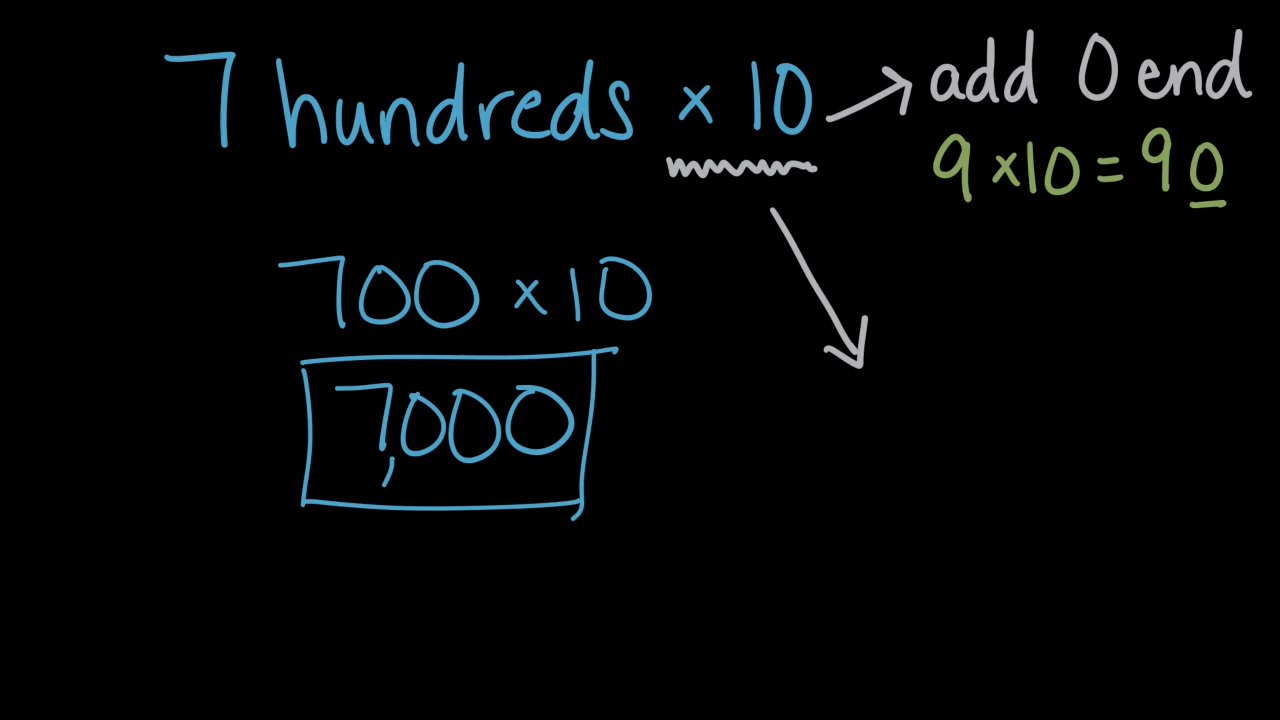 7 hundreds × 10
add 0 end
9 × 10 = 90
700 × 10
7,000